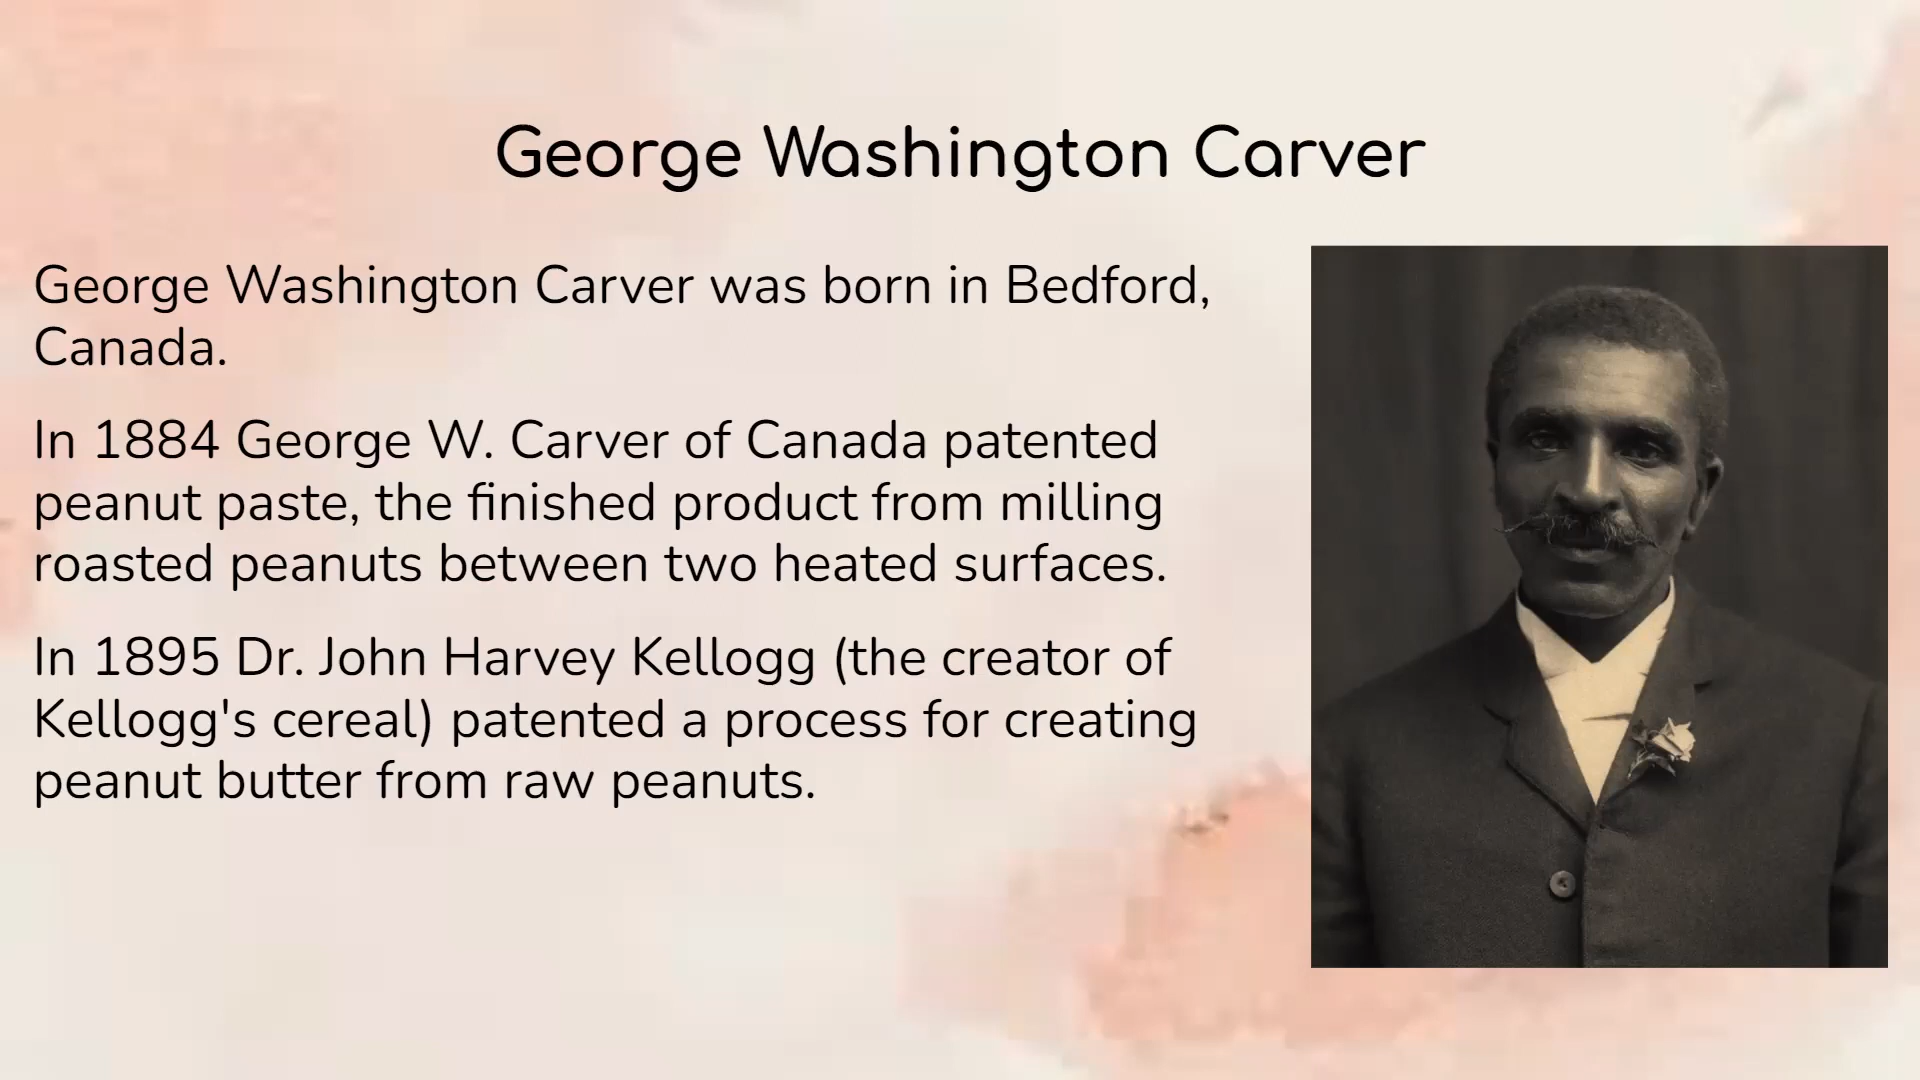 George Washington Carver
George Washington Carver was born in Bedford,
Canada.
In 1884 George W. Carver of Canada patented
peanut paste, the finished product from milling
roasted peanuts between two heated surfaces.
In 1895 Dr. John Harvey Kellogg (the creator of
Kellogg's cereal) patented a process for creating
peanut butter from raw peanuts.